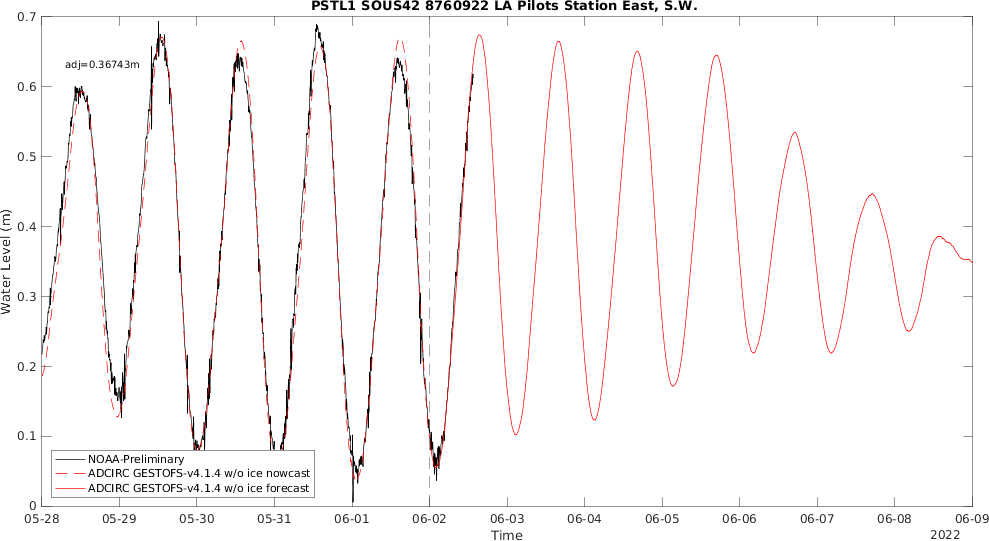 PSTL1 SOUS42 8760922 LA Pilots Station East, S.W.
adj=0.36743m
Water Level (m)
0.7
0.6
0.5
0.4
0.3
0.2
0.1
0
NOAA-Preliminary
ADCIRC GESTOFS-v4.1.4 w/o ice nowcast
ADCIRC GESTOFS-v4.1.4 w/o ice forecast
05-28 05-29 05-30 05-31 06-01 06-02 06-03 06-04 06-05 06-06 06-07 06-08 06-09
Time
2022